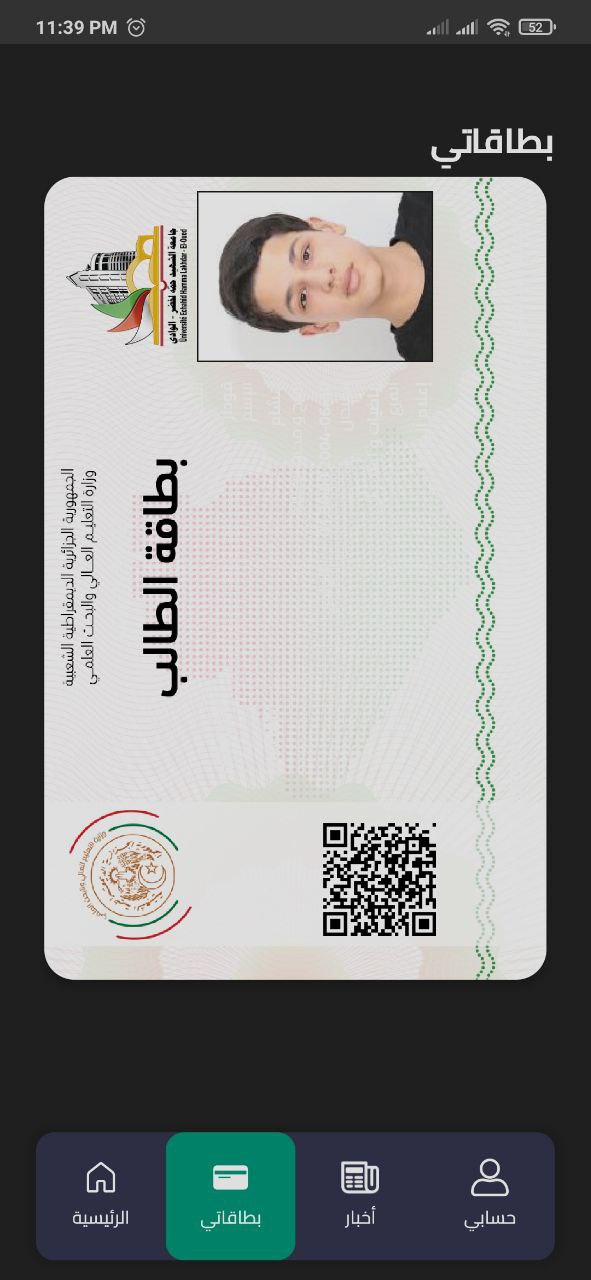 11:39 PM
52
بطاقاتي
الجمهورية الجزائرية الديمقراطية الشعبية
وزارة التعليم العالي والبحث العلمي
بطاقة الطالب
جامعة الشهيد حمه لخضر - الوادي
Université Echahid Hamma Lakhdar - El-Oued
وزارة التعليم العالي والبحث العلمي
حسابي
أخبار
بطاقاتي
الرئيسية